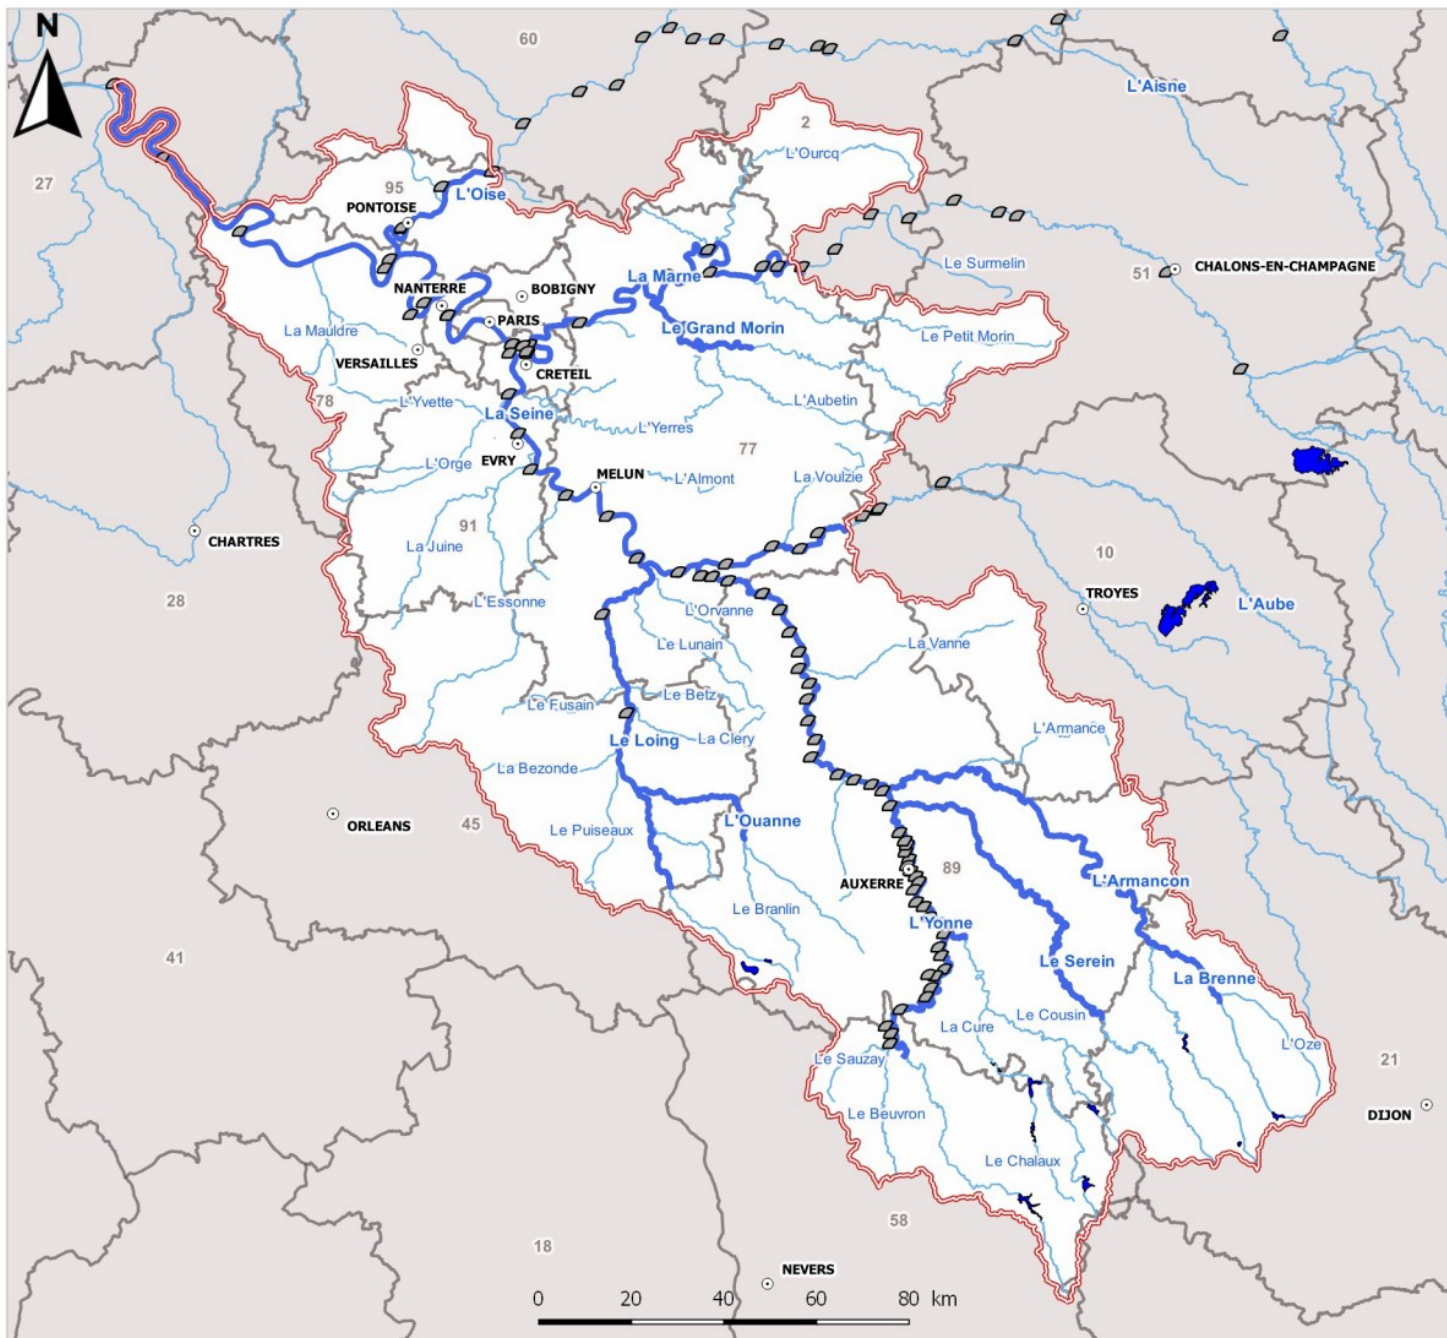 N
60
L'Aisne
2
L'Ourcq
27
95
L'Oise
PONTOISE
Le Surmelin
51
CHALONS-EN-CHAMPAGNE
La Marne
NANTERRE
BOBIGNY
PARIS
La Mauldre
Le Grand Morin
Le Petit Morin
VERSAILLES
CRETEIL
78
L'Yvette
La Seine
L'Aubetin
L'Yerres
77
EVRY
L'Orge
MELUN
L'Almont
La Voulzie
91
CHARTRES
La Juine
10
28
L'Essonne
L'Orvanne
TROYES
L'Aube
Le Lunain
La Vanne
Le Fusain
Le Betz
Le Loing
La Clery
L'Armance
La Bezonde
ORLEANS
45
Le Puiseaux
L'Ouanne
AUXERRE
89
L'Armancon
Le Branlin
L'Yonne
41
Le Serein
La Brenne
La Cure
Le Cousin
L'Oze
Le Sauzay
21
Le Beuvron
DIJON
Le Chalaux
58
18
NEVERS
0 20 40 60 80 km